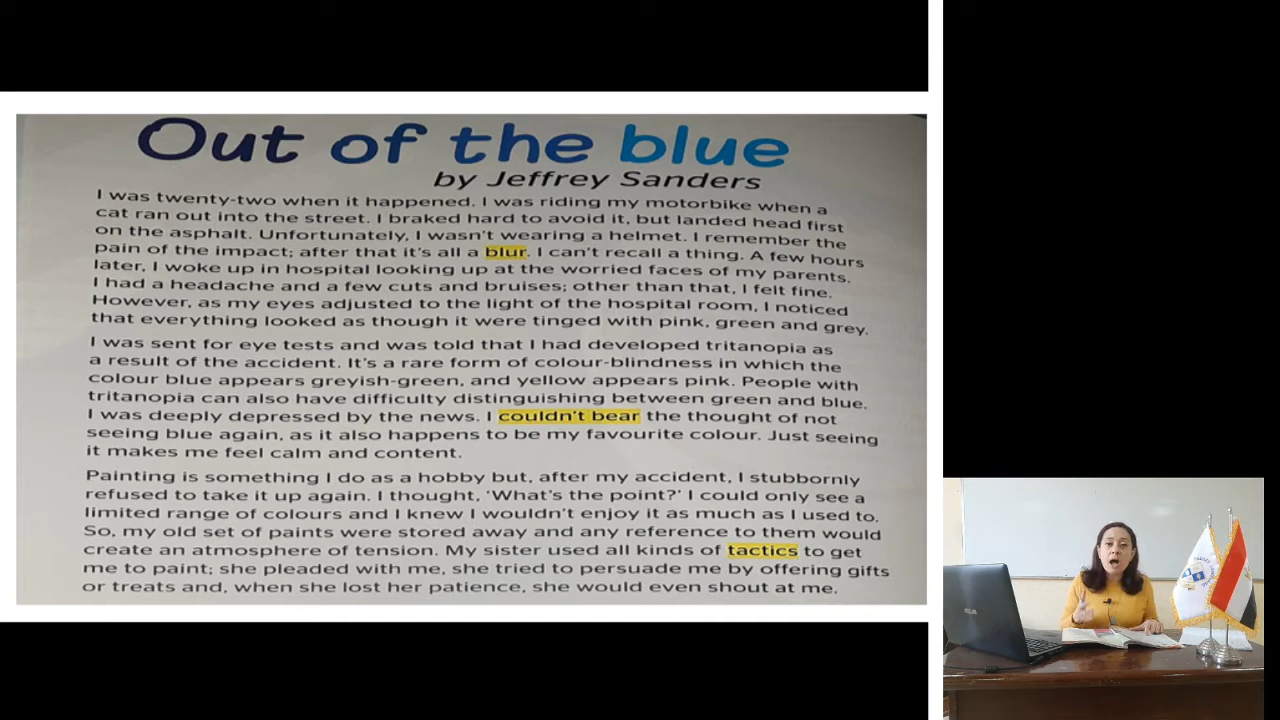 Out of the blue
by Jeffrey Sanders
I was twenty-two when it happened. I was riding my motorbike when a
cat ran out into the street. I braked hard to avoid it, but landed head first
on the asphalt. Unfortunately, I wasn't wearing a helmet. I remember the
pain of the impact; after that it's all a blur. I can't recall a thing. A few hours
later, I woke up in hospital looking up at the worried faces of my parents.
I had a headache and a few cuts and bruises; other than that, I felt fine.
However, as my eyes adjusted to the light of the hospital room, I noticed
that everything looked as though it were tinged with pink, green and grey.
I was sent for eye tests and was told that I had developed tritanopia as
a result of the accident. It's a rare form of colour-blindness in which the
colour blue appears greyish-green, and yellow appears pink. People with
tritanopia can also have difficulty distinguishing between green and blue.
I was deeply depressed by the news. I couldn't bear the thought of not
seeing blue again, as it also happens to be my favourite colour. Just seeing
it makes me feel calm and content.
Painting is something I do as a hobby but, after my accident, I stubbornly
refused to take it up again. I thought, 'What's the point?' I could only see a
limited range of colours and I knew I wouldn't enjoy it as much as I used to.
So, my old set of paints were stored away and any reference to them would
create an atmosphere of tension. My sister used all kinds of tactics to get
me to paint; she pleaded with me, she tried to persuade me by offering gifts
or treats and, when she lost her patience, she would even shout at me.
ASUS